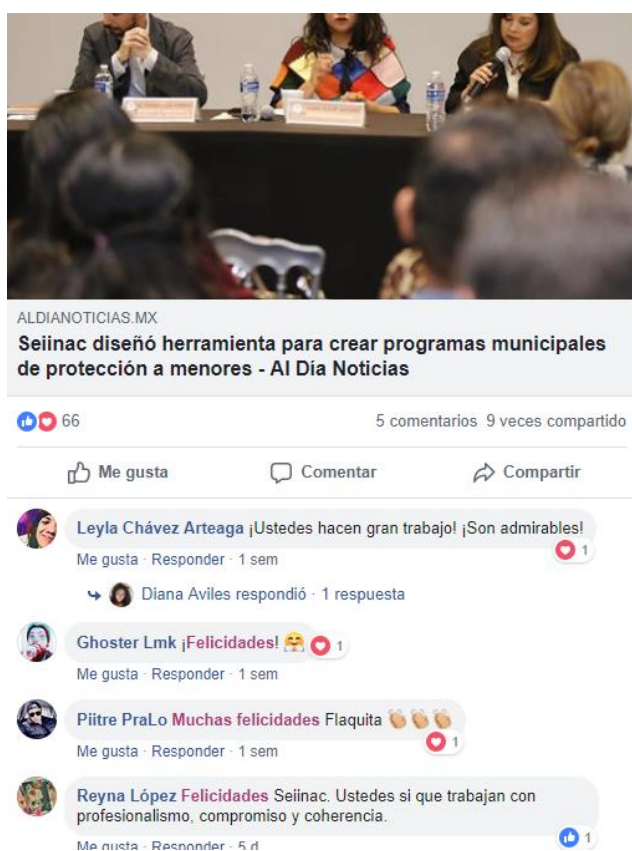 ALDIANOTICIAS.MX
Seiinac diseñó herramienta para crear programas municipales
de protección a menores - Al Día Noticias
66
5 comentarios 9 veces compartido
Me gusta
Comentar
Compartir
Leyla Chávez Arteaga ¡Ustedes hacen gran trabajo! ¡Son admirables!
1
Me gusta · Responder · 1 sem
Diana Aviles respondió · 1 respuesta
Ghoster Lmk ¡Felicidades! 🤗 1
Me gusta · Responder · 1 sem
Piitre PraLo Muchas felicidades Flaquita 👏🏼👏🏼👏🏼
1
Me gusta · Responder · 1 sem
Reyna López Felicidades Seiinac. Ustedes si que trabajan con
profesionalismo, compromiso y coherencia.
1
Me gusta · Responder · 5 d